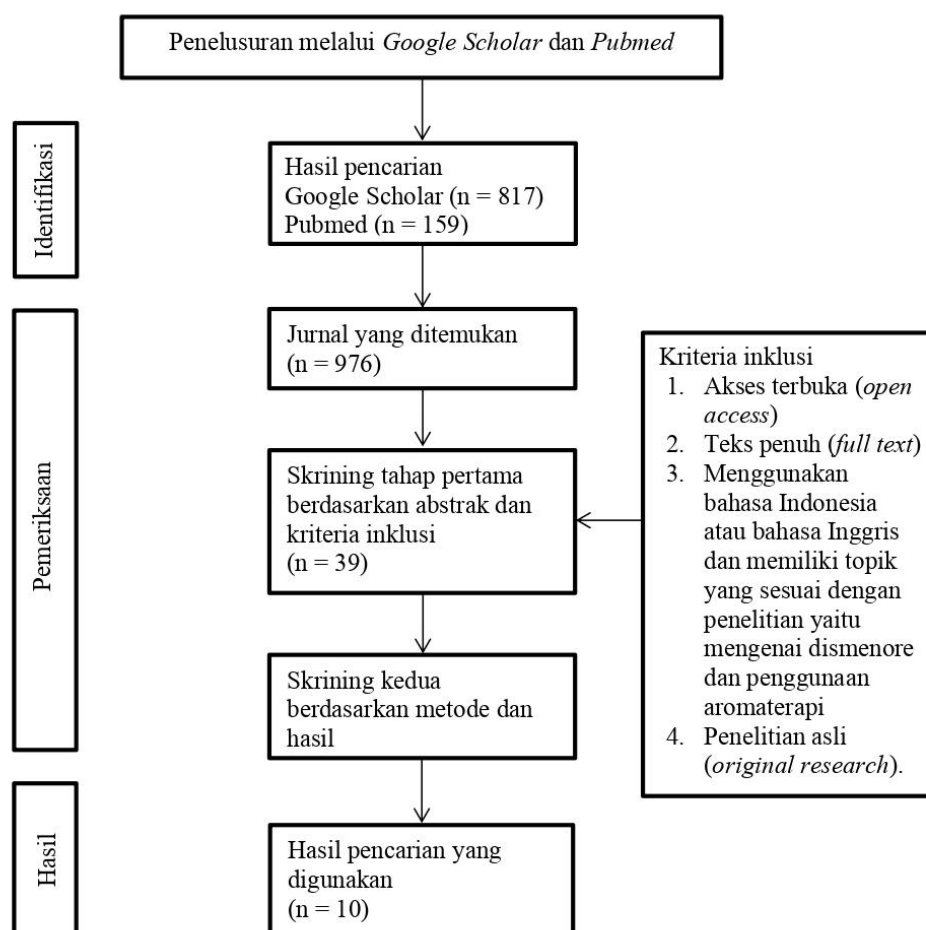 Penelusuran melalui Google Scholar dan Pubmed
Identifikasi
Hasil pencarian
Google Scholar (n = 817)
Pubmed (n = 159)
Pemeriksaan
Jurnal yang ditemukan
(n = 976)
Skrining tahap pertama
berdasarkan abstrak dan
kriteria inklusi
(n = 39)
Kriteria inklusi
1. Akses terbuka (open
access)
2. Teks penuh (full text)
3. Menggunakan
bahasa Indonesia
atau bahasa Inggris
dan memiliki topik
yang sesuai dengan
penelitian yaitu
mengenai dismenore
dan penggunaan
aromaterapi
4. Penelitian asli
(original research).
Skrining kedua
berdasarkan metode dan
hasil
Hasil
Hasil pencarian yang
digunakan
(n = 10)